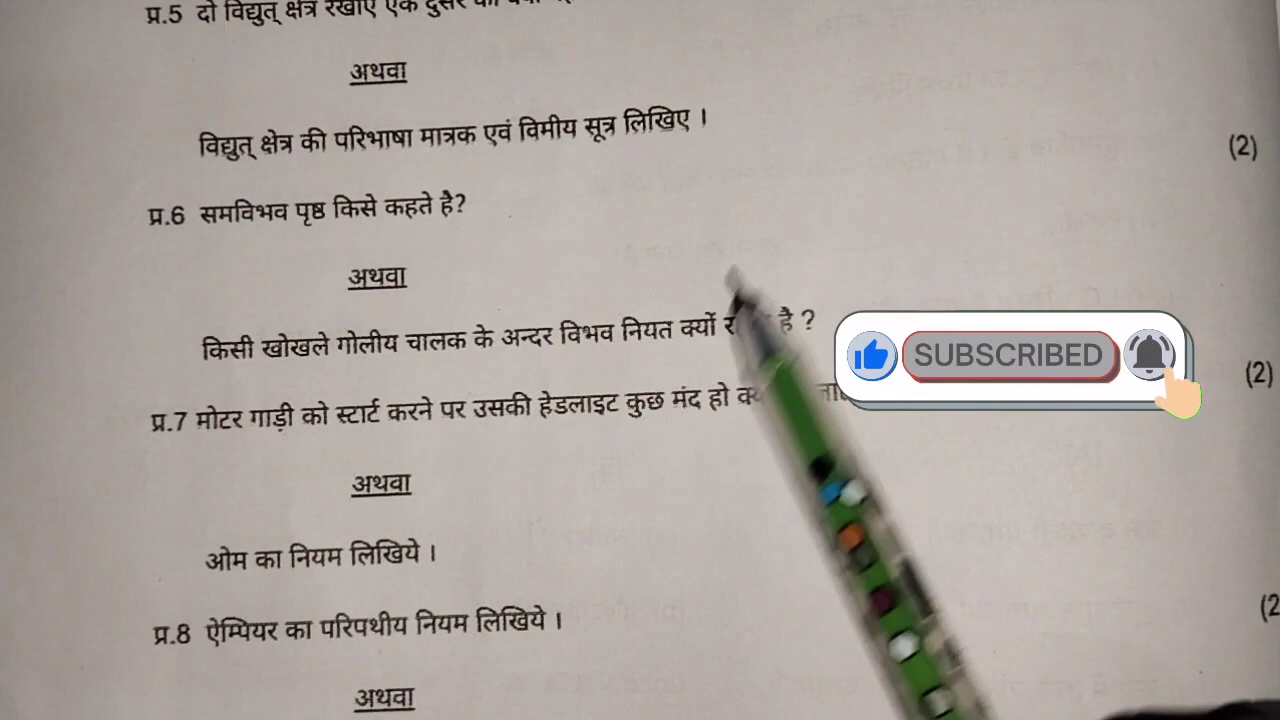 प्र.5 दो विद्युत् क्षेत्र रेखाएं एक दुसरे
अथवा
विद्युत् क्षेत्र की परिभाषा मात्रक एवं विमीय सूत्र लिखिए ।
(2)
प्र.6 समविभव पृष्ठ किसे कहते है?
अथवा
किसी खोखले गोलीय चालक के अन्दर विभव नियत क्यों है ?
SUBSCRIBED
(2)
प्र.7 मोटर गाड़ी को स्टार्ट करने पर उसकी हेडलाइट कुछ मंद हो
अथवा
ओम का नियम लिखिये ।
(2
प्र.8 ऐम्पियर का परिपथीय नियम लिखिये ।
अथवा